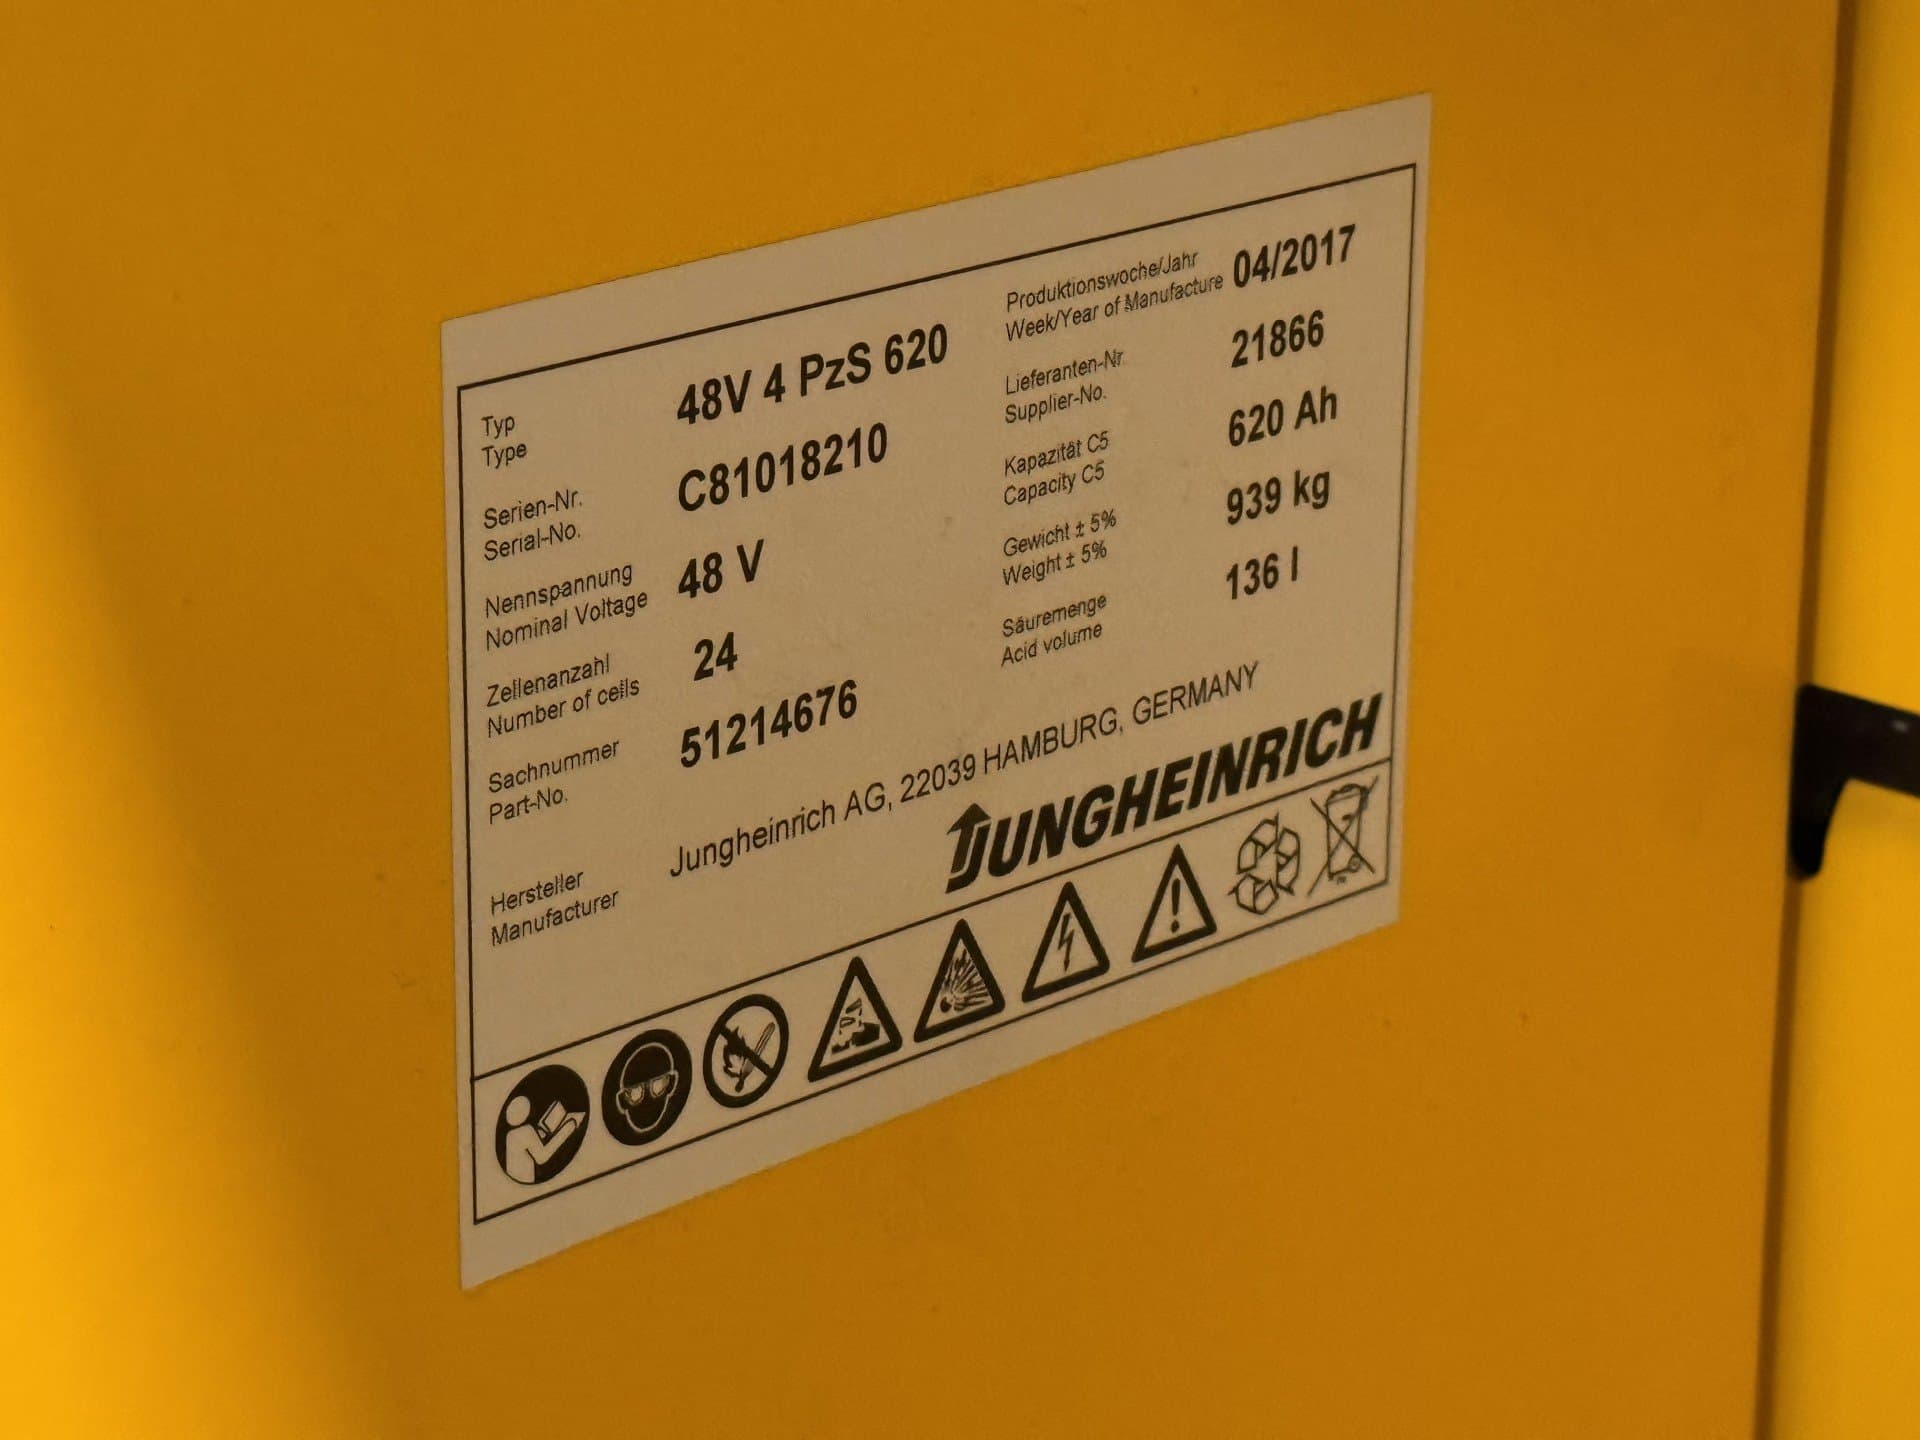 Typ
Type
48V 4 PzS 620
Serien-Nr.
Serial-No.
C81018210
Nennspannung
Nominal Voltage
48 V
Zellenanzahl
Number of cells
24
Sachnummer
Part-No.
51214676
Produktionswoche/Jahr
Week/Year of Manufacture
04/2017
Lieferanten-Nr.
Supplier-No.
21866
Kapazität C5
Capacity C5
620 Ah
Gewicht ± 5%
Weight ± 5%
939 kg
Säuremenge
Acid volume
136 l
Hersteller
Manufacturer
Jungheinrich AG, 22039 HAMBURG, GERMANY
JUNGHEINRICH